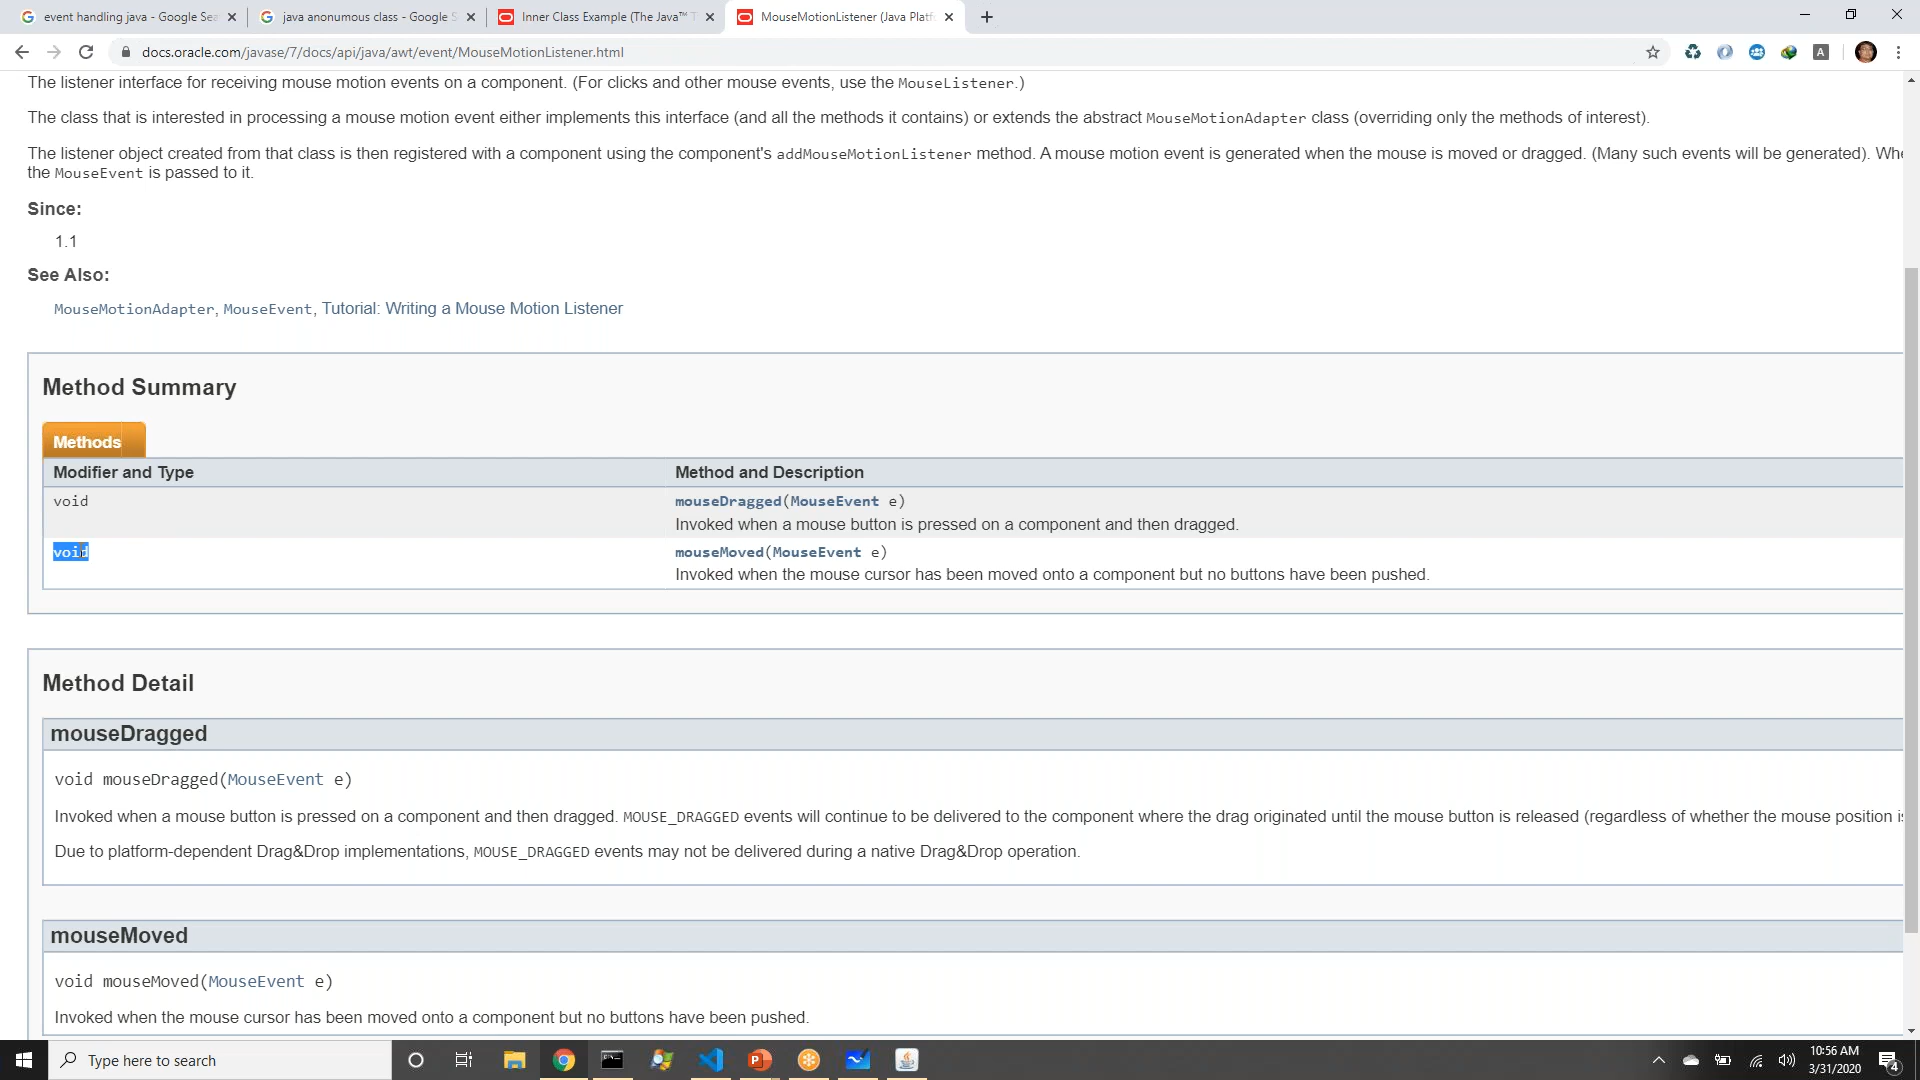 event handling java - Google Sea
java anonumous class - Google S
Inner Class Example (The Java™ T
MouseMotionListener (Java Platf
docs.oracle.com/javase/7/docs/api/java/awt/event/MouseMotionListener.html
The listener interface for receiving mouse motion events on a component. (For clicks and other mouse events, use the MouseListener.)
The class that is interested in processing a mouse motion event either implements this interface (and all the methods it contains) or extends the abstract MouseMotionAdapter class (overriding only the methods of interest).
The listener object created from that class is then registered with a component using the component's addMouseMotionListener method. A mouse motion event is generated when the mouse is moved or dragged. (Many such events will be generated). Whe
the MouseEvent is passed to it.
Since:
1.1
See Also:
MouseMotionAdapter, MouseEvent, Tutorial: Writing a Mouse Motion Listener
Method Summary
Methods
Modifier and Type Method and Description
void mouseDragged(MouseEvent e)
Invoked when a mouse button is pressed on a component and then dragged.
void mouseMoved(MouseEvent e)
Invoked when the mouse cursor has been moved onto a component but no buttons have been pushed.
Method Detail
mouseDragged
void mouseDragged(MouseEvent e)
Invoked when a mouse button is pressed on a component and then dragged. MOUSE_DRAGGED events will continue to be delivered to the component where the drag originated until the mouse button is released (regardless of whether the mouse position is
Due to platform-dependent Drag&Drop implementations, MOUSE_DRAGGED events may not be delivered during a native Drag&Drop operation.
mouseMoved
void mouseMoved(MouseEvent e)
Invoked when the mouse cursor has been moved onto a component but no buttons have been pushed.
Type here to search
10:56 AM
3/31/2020
4